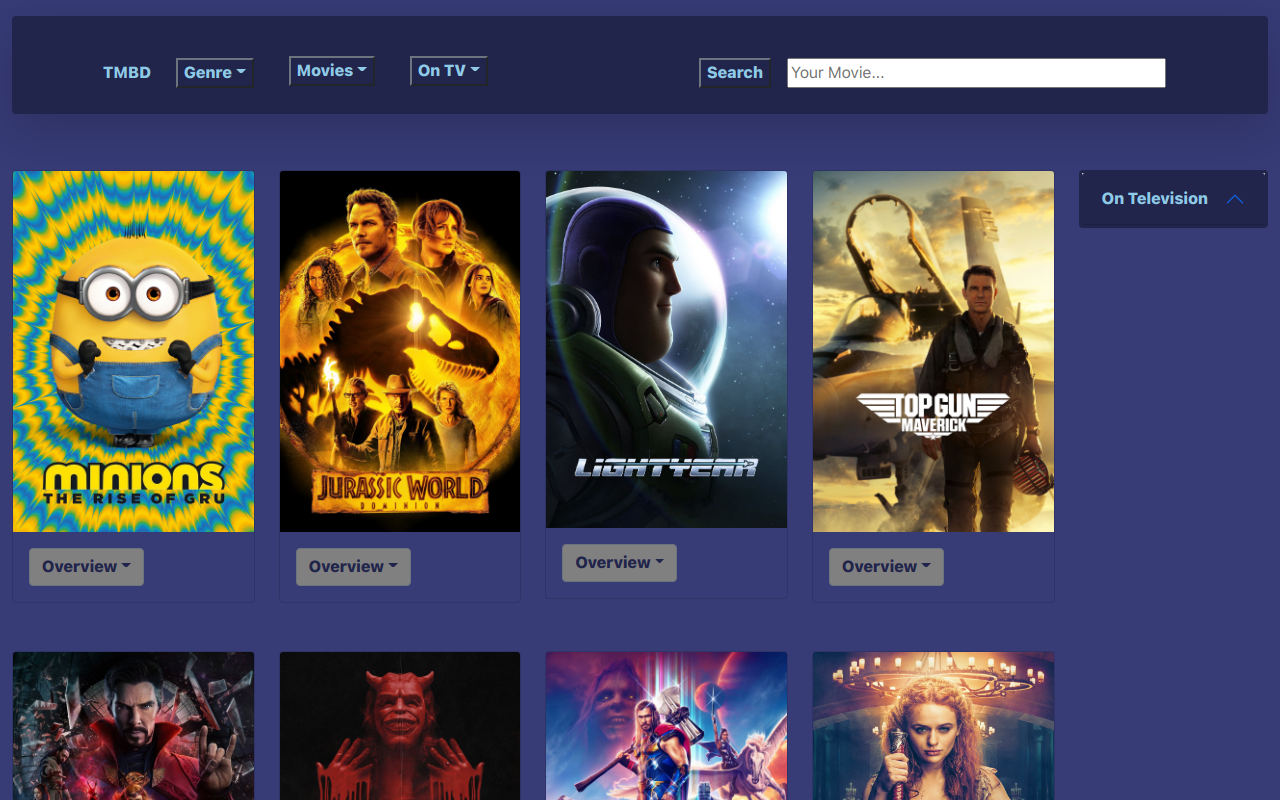 TMBD Genre Movies On TV Search Your Movie...
On Television
MINIONS
THE RISE OF GRU
JURASSIC WORLD
DOMINION
LIGHTYEAR
TOP GUN
MAVERICK
Overview Overview Overview Overview